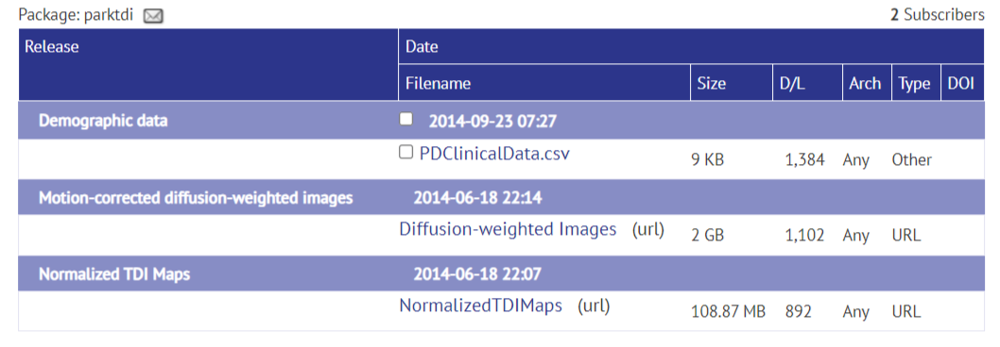 Package: parktdi 2 Subscribers
Release Date
Filename Size D/L Arch Type DOI
Demographic data 2014-09-23 07:27
PDClinicalData.csv 9 KB 1,384 Any Other
Motion-corrected diffusion-weighted images 2014-06-18 22:14
Diffusion-weighted Images (url) 2 GB 1,102 Any URL
Normalized TDI Maps 2014-06-18 22:07
NormalizedTDIMaps (url) 108.87 MB 892 Any URL